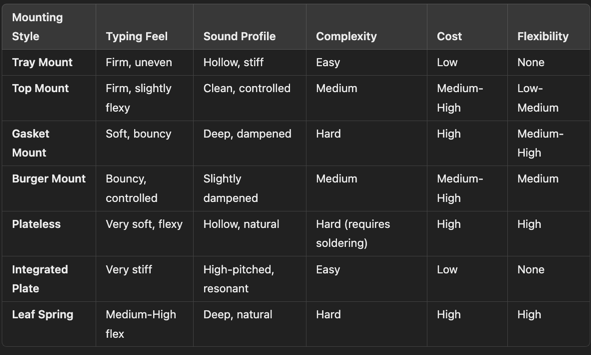 Mounting Style Typing Feel Sound Profile Complexity Cost Flexibility
Tray Mount Firm, uneven Hollow, stiff Easy Low None
Top Mount Firm, slightly flexy Clean, controlled Medium Medium-High Low-Medium
Gasket Mount Soft, bouncy Deep, dampened Hard High Medium-High
Burger Mount Bouncy, controlled Slightly dampened Medium Medium-High Medium
Plateless Very soft, flexy Hollow, natural Hard (requires soldering) High High
Integrated Plate Very stiff High-pitched, resonant Easy Low None
Leaf Spring Medium-High flex Deep, natural Hard High High